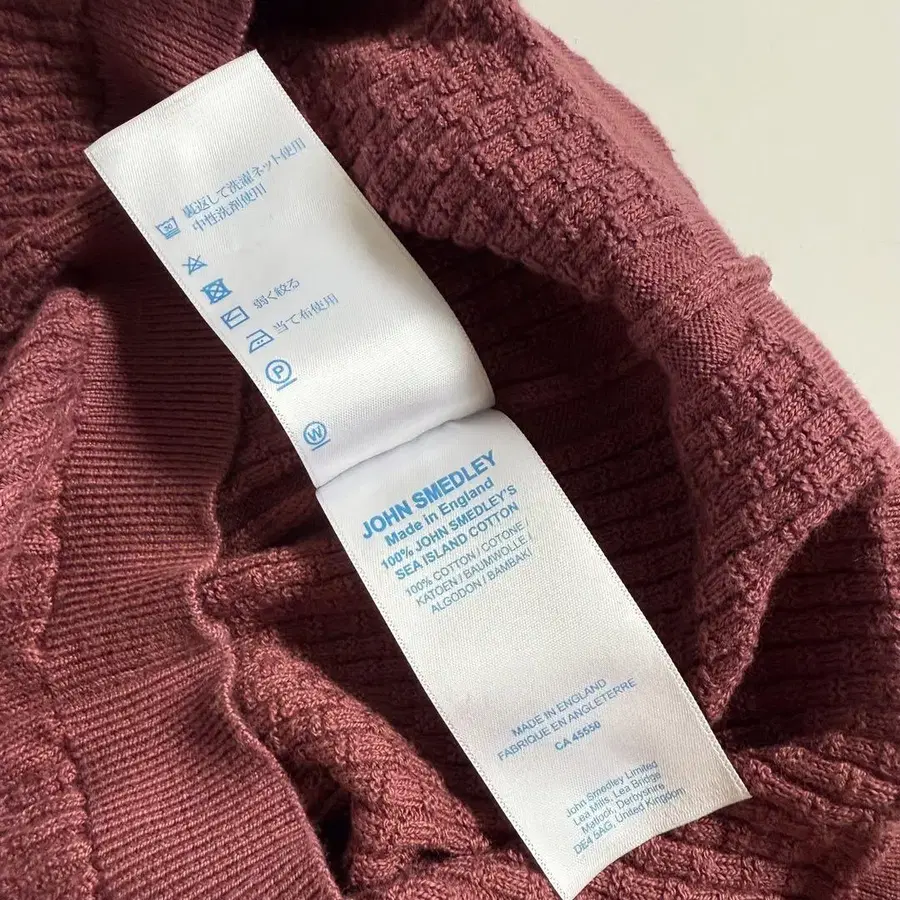 裏返して洗濯ネット使用
中性洗剤使用
30
弱く絞る
当て布使用
P
W
JOHN SMEDLEY
Made in England
100% JOHN SMEDLEY'S
SEA ISLAND COTTON
100% COTTON / COTONE
KATOEN / BAUMWOLLE /
ALGODON / BAMBAKI
MADE IN ENGLAND
FABRIQUE EN ANGLETERRE
CA 45550
John Smedley Limited
Lea Mills, Lea Bridge
Matlock, Derbyshire
DE4 5AG, United Kingdom